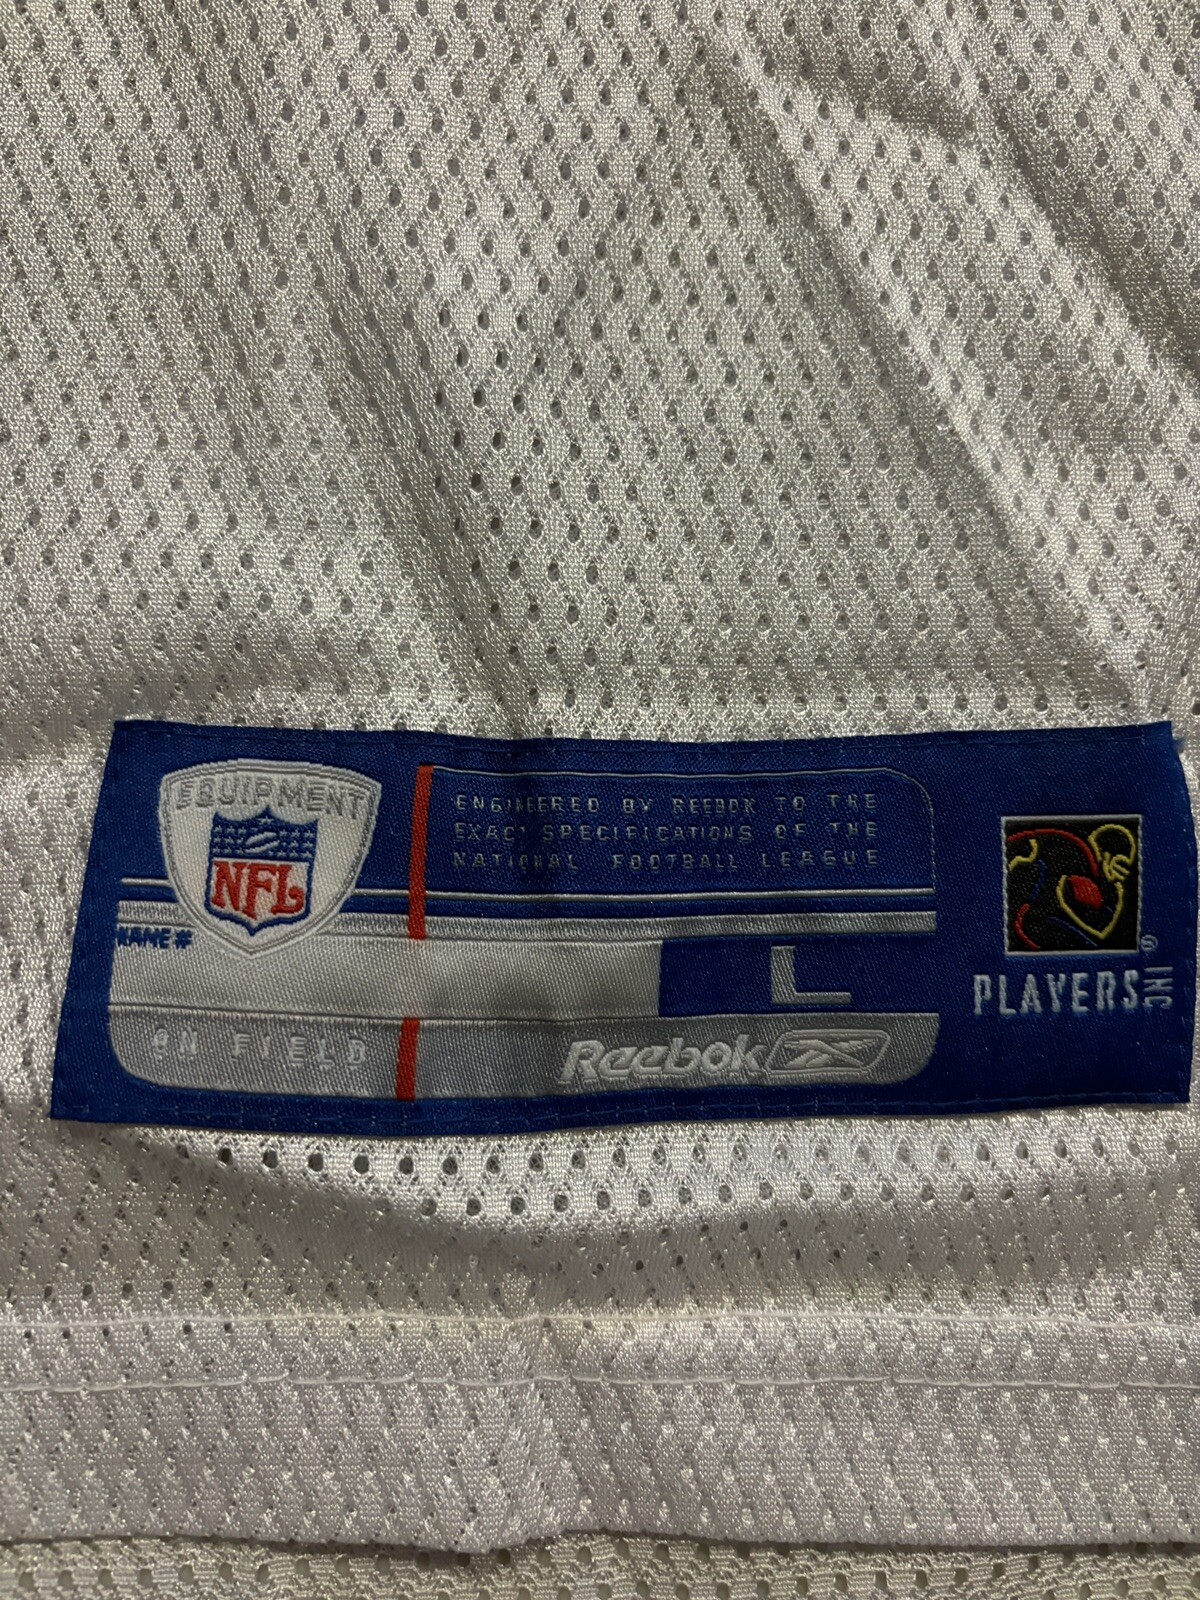 EQUIPMENT
NFL
ENGINEERED BY REEBOK TO THE
EXACT SPECIFICATIONS OF THE
NATIONAL FOOTBALL LEAGUE
NAME #
L
ON FIELD
Reebok
PLAYERS INC ®